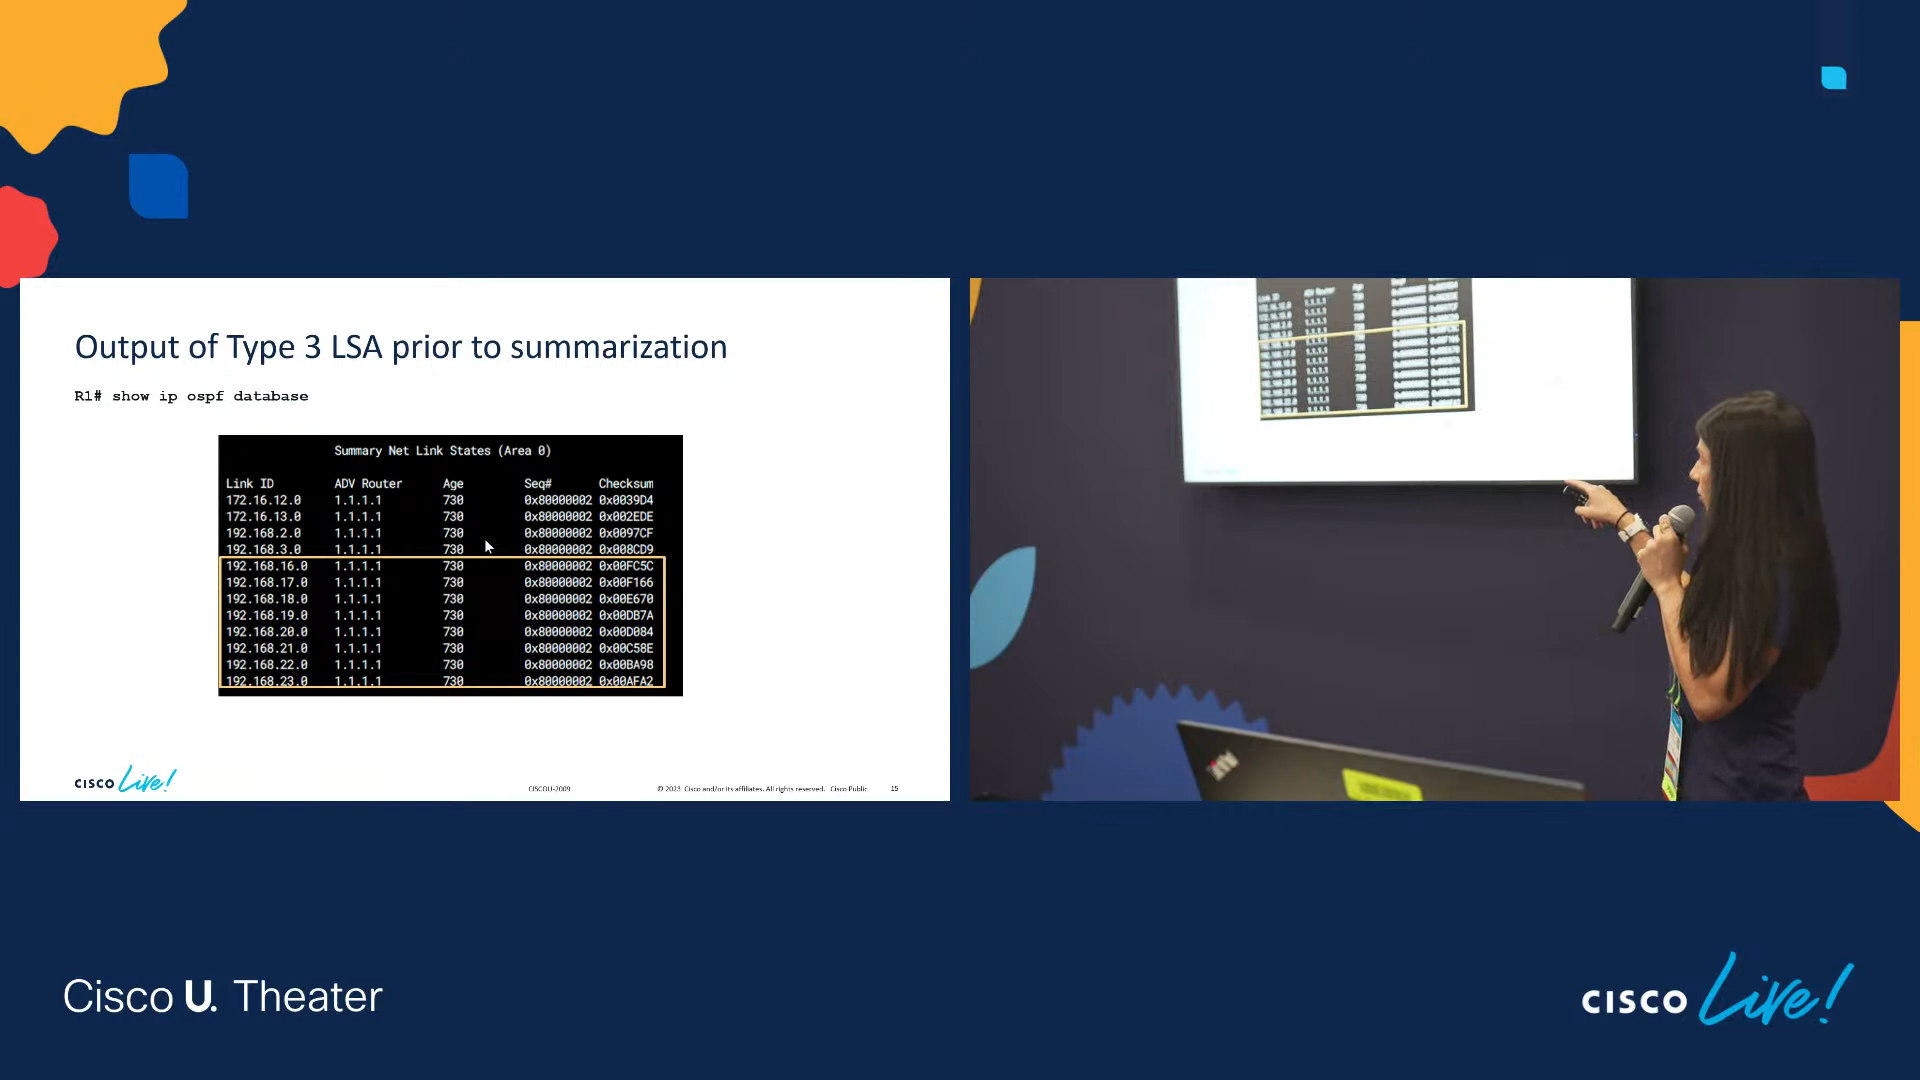 Output of Type 3 LSA prior to summarization
R1# show ip ospf database
Summary Net Link States (Area 0)
Link ID ADV Router Age Seq# Checksum
172.16.12.0 1.1.1.1 730 0x80000002 0x0039D4
172.16.13.0 1.1.1.1 730 0x80000002 0x002EDE
192.168.2.0 1.1.1.1 730 0x80000002 0x0097CF
192.168.3.0 1.1.1.1 730 0x80000002 0x008CD9
192.168.16.0 1.1.1.1 730 0x80000002 0x00FC5C
192.168.17.0 1.1.1.1 730 0x80000002 0x00F166
192.168.18.0 1.1.1.1 730 0x80000002 0x00E670
192.168.19.0 1.1.1.1 730 0x80000002 0x00DB7A
192.168.20.0 1.1.1.1 730 0x80000002 0x00D084
192.168.21.0 1.1.1.1 730 0x80000002 0x00C58E
192.168.22.0 1.1.1.1 730 0x80000002 0x00BA98
192.168.23.0 1.1.1.1 730 0x80000002 0x00AFA2
CISCO Live!
CISCOU-2009
© 2023 Cisco and/or its affiliates. All rights reserved. Cisco Public
15
Cisco U. Theater
CISCO Live!